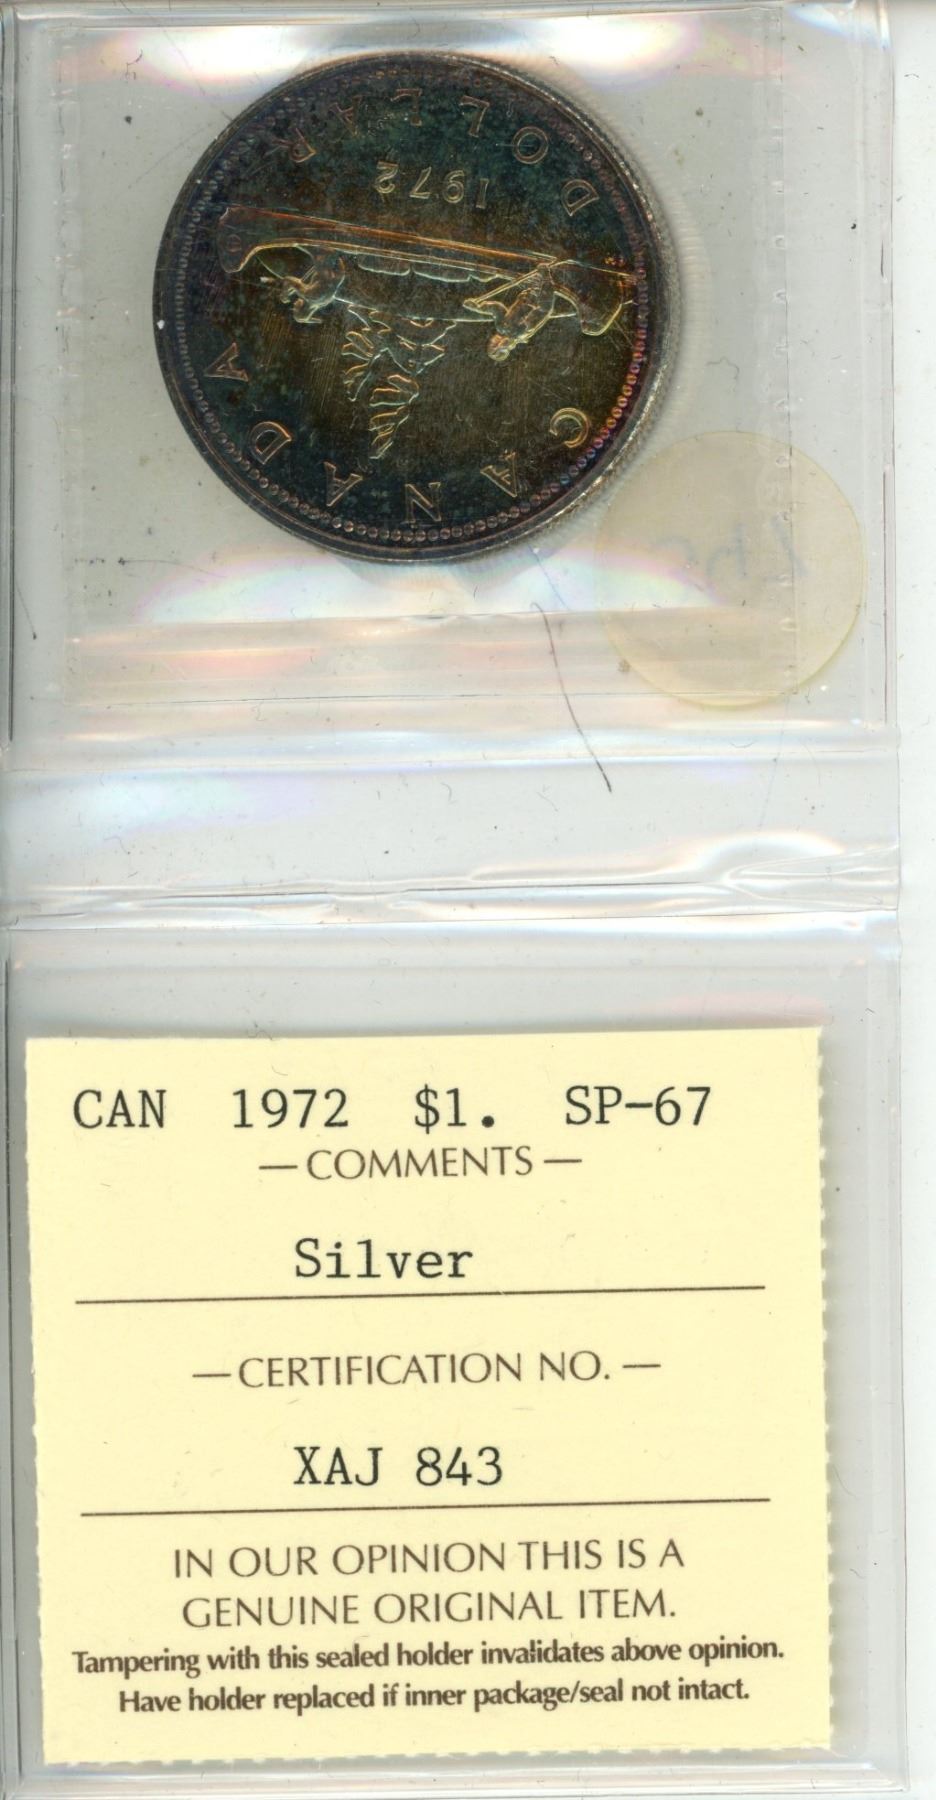 DOLLAR
1972
CANADA
CAN 1972 $1. SP-67
— COMMENTS —
Silver
— CERTIFICATION NO. —
XAJ 843
IN OUR OPINION THIS IS A
GENUINE ORIGINAL ITEM.
Tampering with this sealed holder invalidates above opinion.
Have holder replaced if inner package/seal not intact.